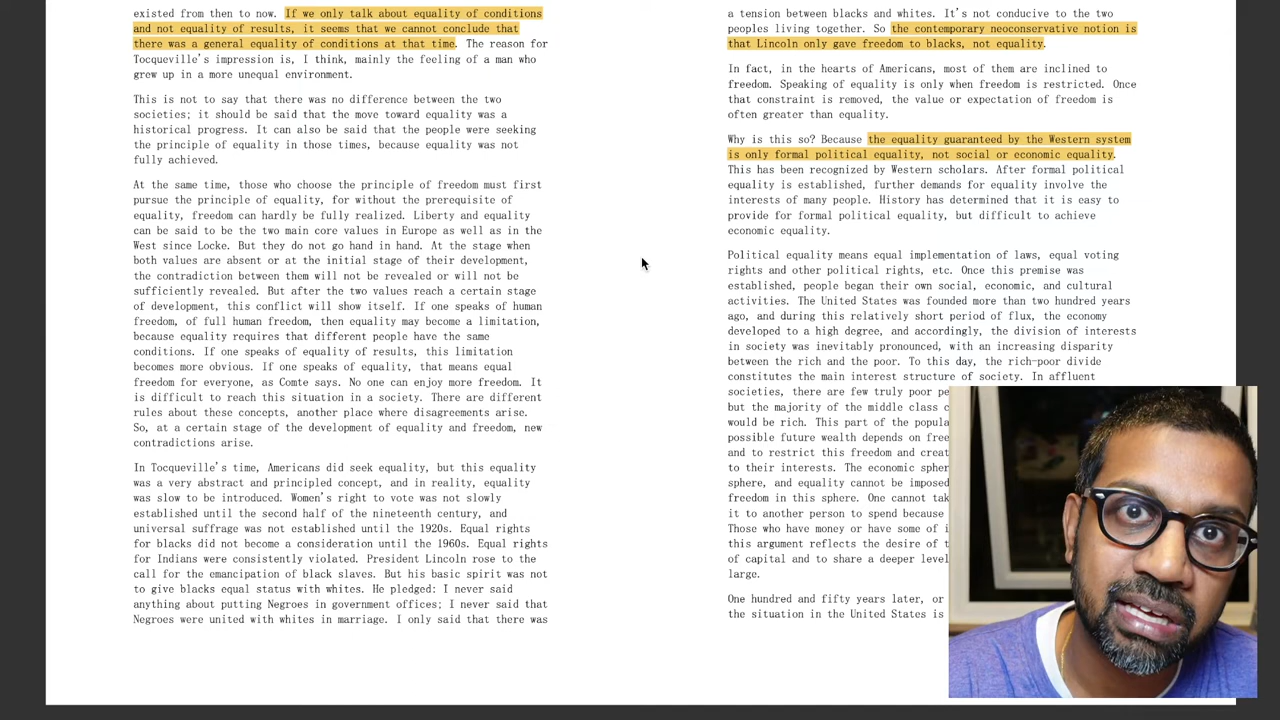 existed from then to now. If we only talk about equality of conditions
and not equality of results, it seems that we cannot conclude that
there was a general equality of conditions at that time. The reason for
Tocqueville's impression is, I think, mainly the feeling of a man who
grew up in a more unequal environment.
This is not to say that there was no difference between the two
societies; it should be said that the move toward equality was a
historical progress. It can also be said that the people were seeking
the principle of equality in those times, because equality was not
fully achieved.
At the same time, those who choose the principle of freedom must first
pursue the principle of equality, for without the prerequisite of
equality, freedom can hardly be fully realized. Liberty and equality
can be said to be the two main core values in Europe as well as in the
West since Locke. But they do not go hand in hand. At the stage when
both values are absent or at the initial stage of their development,
the contradiction between them will not be revealed or will not be
sufficiently revealed. But after the two values reach a certain stage
of development, this conflict will show itself. If one speaks of human
freedom, of full human freedom, then equality may become a limitation,
because equality requires that different people have the same
conditions. If one speaks of equality of results, this limitation
becomes more obvious. If one speaks of equality, that means equal
freedom for everyone, as Comte says. No one can enjoy more freedom. It
is difficult to reach this situation in a society. There are different
rules about these concepts, another place where disagreements arise.
So, at a certain stage of the development of equality and freedom, new
contradictions arise.
In Tocqueville's time, Americans did seek equality, but this equality
was a very abstract and principled concept, and in reality, equality
was slow to be introduced. Women's right to vote was not slowly
established until the second half of the nineteenth century, and
universal suffrage was not established until the 1920s. Equal rights
for blacks did not become a consideration until the 1960s. Equal rights
for Indians were consistently violated. President Lincoln rose to the
call for the emancipation of black slaves. But his basic spirit was not
to give blacks equal status with whites. He pledged: I never said
anything about putting Negroes in government offices; I never said that
Negroes were united with whites in marriage. I only said that there was
a tension between blacks and whites. It's not conducive to the two
peoples living together. So the contemporary neoconservative notion is
that Lincoln only gave freedom to blacks, not equality.
In fact, in the hearts of Americans, most of them are inclined to
freedom. Speaking of equality is only when freedom is restricted. Once
that constraint is removed, the value or expectation of freedom is
often greater than equality.
Why is this so? Because the equality guaranteed by the Western system
is only formal political equality, not social or economic equality.
This has been recognized by Western scholars. After formal political
equality is established, further demands for equality involve the
interests of many people. History has determined that it is easy to
provide for formal political equality, but difficult to achieve
economic equality.
Political equality means equal implementation of laws, equal voting
rights and other political rights, etc. Once this premise was
established, people began their own social, economic, and cultural
activities. The United States was founded more than two hundred years
ago, and during this relatively short period of flux, the economy
developed to a high degree, and accordingly, the division of interests
in society was inevitably pronounced, with an increasing disparity
between the rich and the poor. To this day, the rich-poor divide
constitutes the main interest structure of society. In affluent
societies, there are few truly poor pe
but the majority of the middle class c
would be rich. This part of the popula
possible future wealth depends on free
and to restrict this freedom and creat
to their interests. The economic spher
sphere, and equality cannot be imposed
freedom in this sphere. One cannot tak
it to another person to spend because
Those who have money or have some of i
this argument reflects the desire of t
of capital and to share a deeper level
large.
One hundred and fifty years later, or
the situation in the United States is